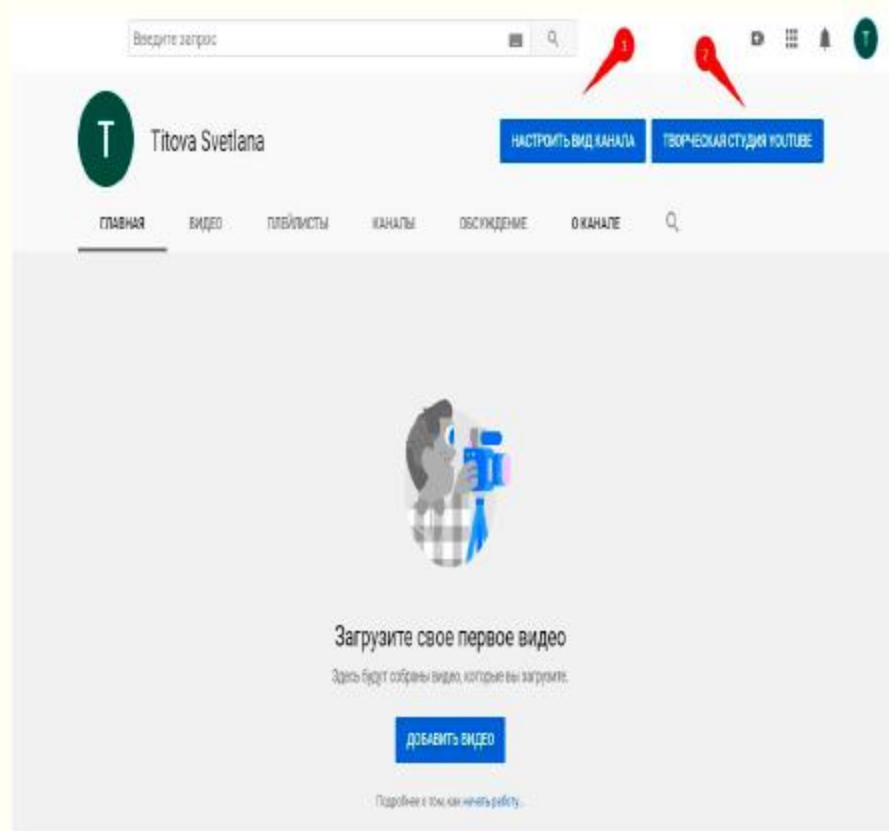 Введите запрос
1
2
T
T
Titova Svetlana
НАСТРОИТЬ ВИД КАНАЛА
ТВОРЧЕСКАЯ СТУДИЯ YOUTUBE
ГЛАВНАЯ ВИДЕО ПЛЕЙЛИСТЫ КАНАЛЫ ОБСУЖДЕНИЕ О КАНАЛЕ
Загрузите свое первое видео
Здесь будут собраны видео, которые вы загрузите.
ДОБАВИТЬ ВИДЕО
Подробнее о том, как начать работу...